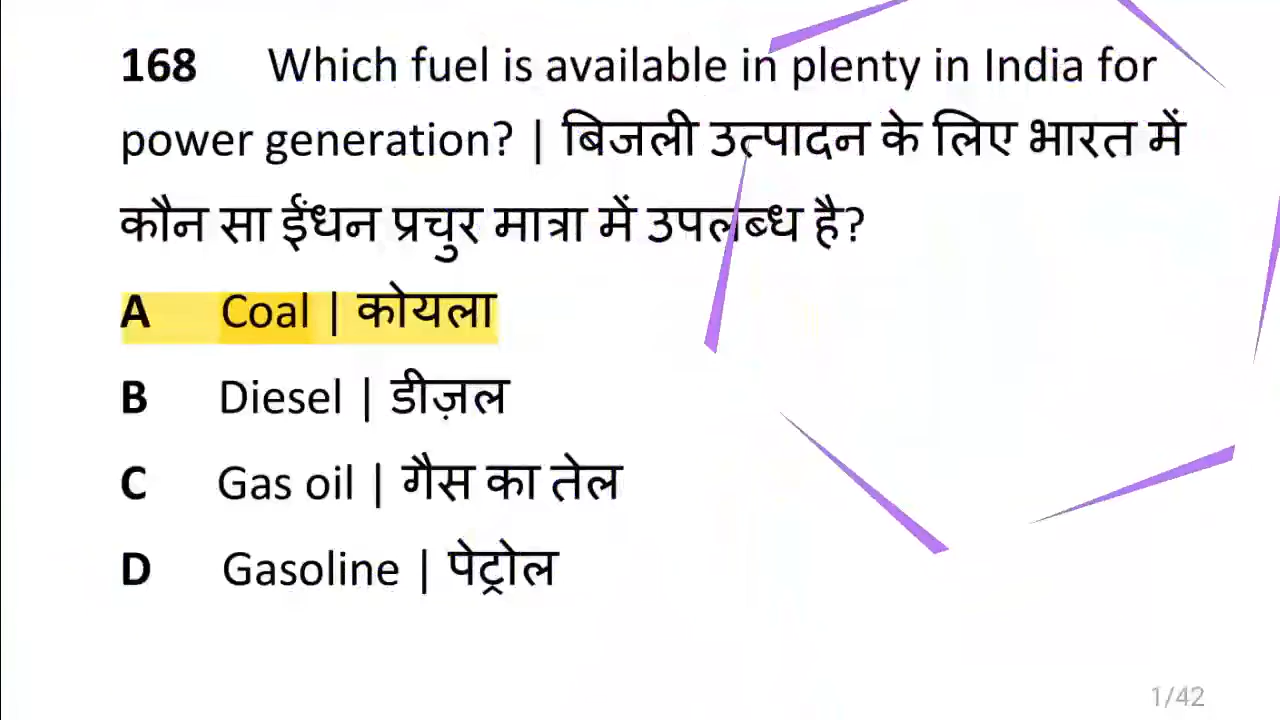 168 Which fuel is available in plenty in India for
power generation? | बिजली उत्पादन के लिए भारत में
कौन सा ईंधन प्रचुर मात्रा में उपलब्ध है?
A Coal | कोयला
B Diesel | डीज़ल
C Gas oil | गैस का तेल
D Gasoline | पेट्रोल
1/42